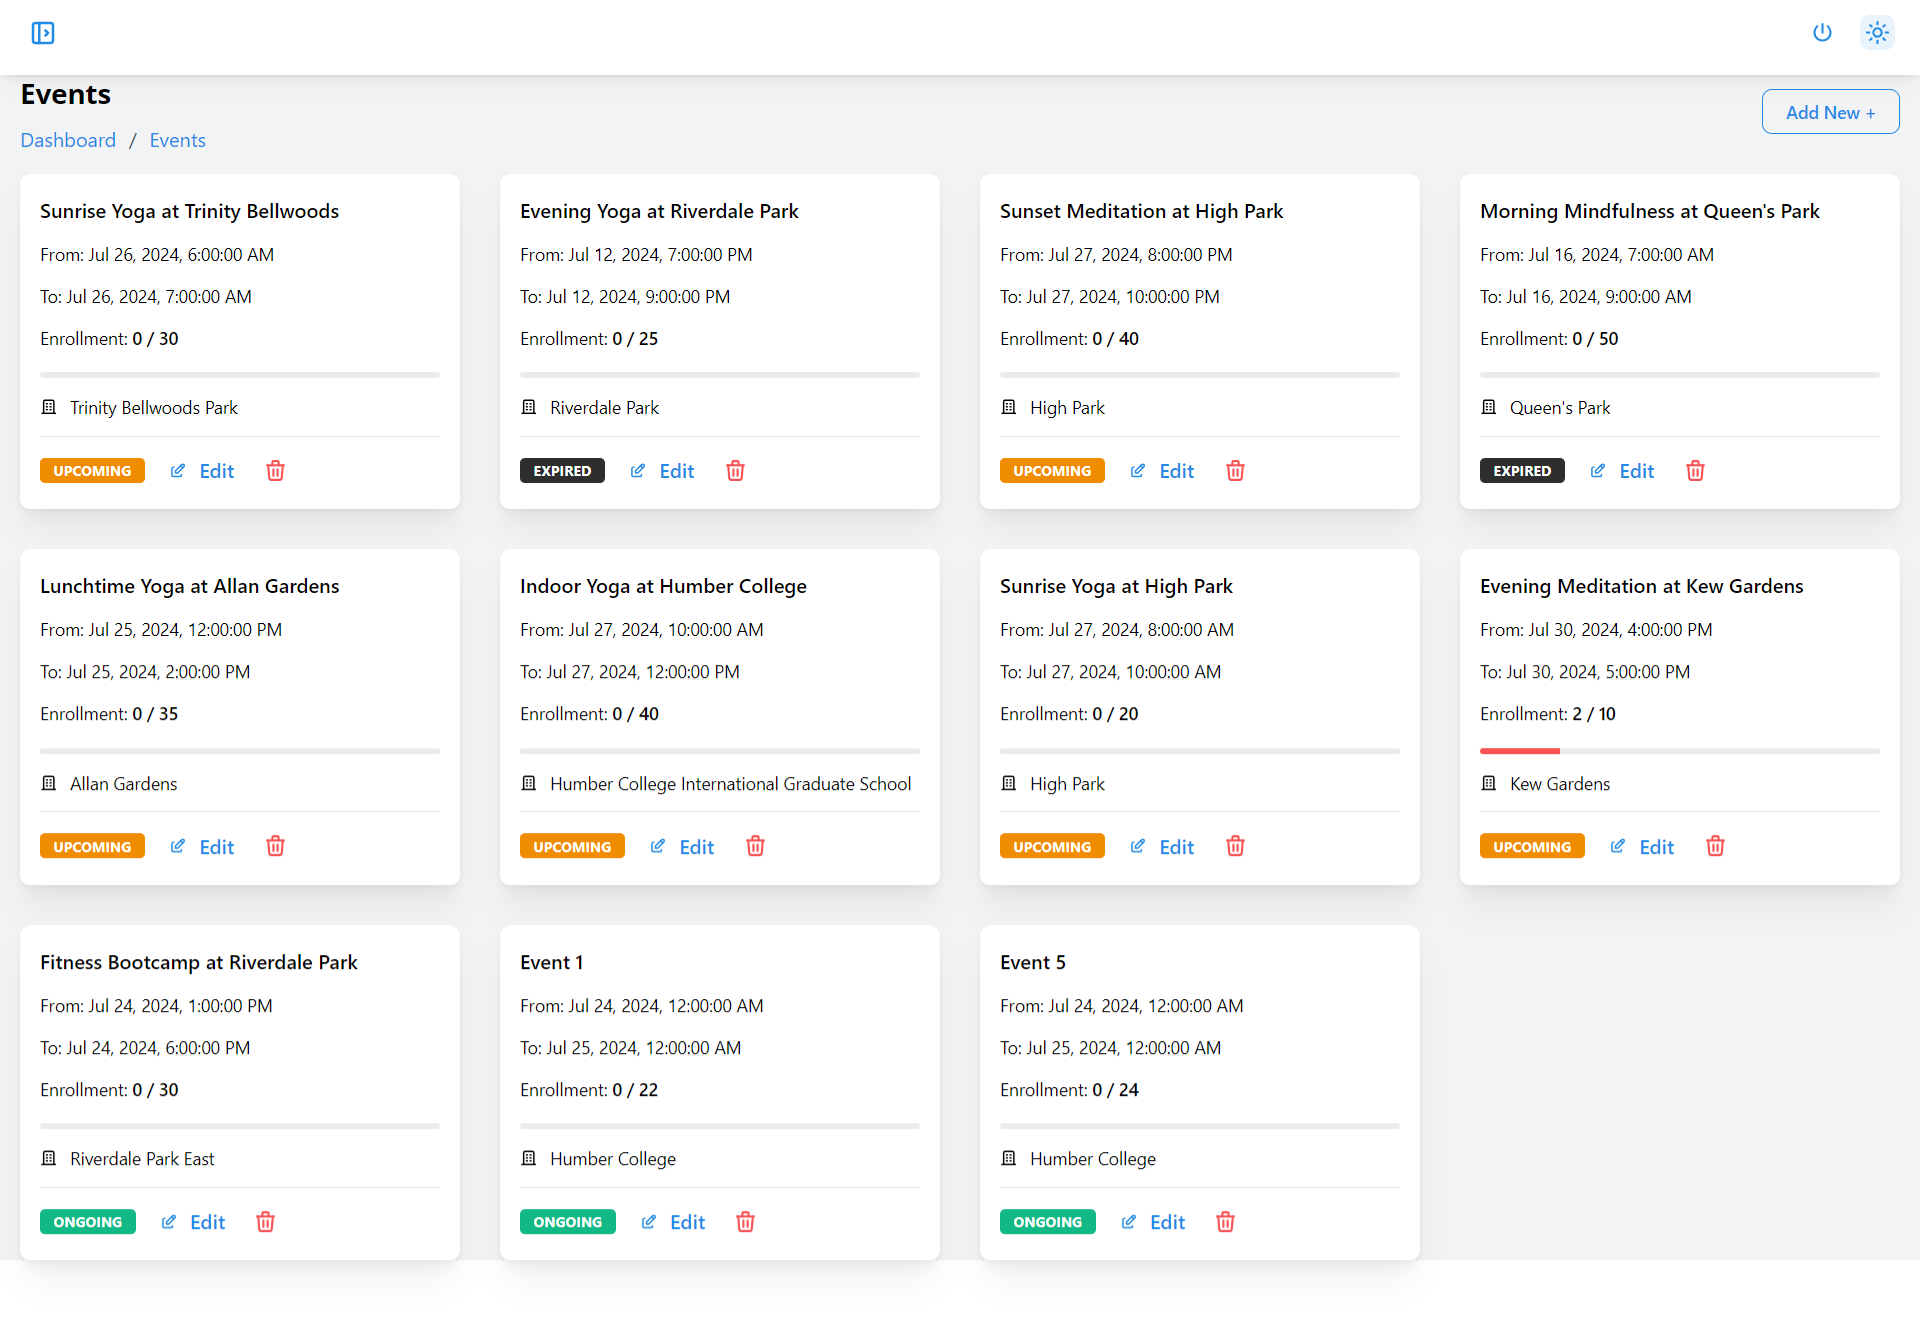 Events
Add New +
Dashboard / Events
Sunrise Yoga at Trinity Bellwoods
From: Jul 26, 2024, 6:00:00 AM
To: Jul 26, 2024, 7:00:00 AM
Enrollment: 0 / 30
Trinity Bellwoods Park
UPCOMING Edit
Evening Yoga at Riverdale Park
From: Jul 12, 2024, 7:00:00 PM
To: Jul 12, 2024, 9:00:00 PM
Enrollment: 0 / 25
Riverdale Park
EXPIRED Edit
Sunset Meditation at High Park
From: Jul 27, 2024, 8:00:00 PM
To: Jul 27, 2024, 10:00:00 PM
Enrollment: 0 / 40
High Park
UPCOMING Edit
Morning Mindfulness at Queen's Park
From: Jul 16, 2024, 7:00:00 AM
To: Jul 16, 2024, 9:00:00 AM
Enrollment: 0 / 50
Queen's Park
EXPIRED Edit
Lunchtime Yoga at Allan Gardens
From: Jul 25, 2024, 12:00:00 PM
To: Jul 25, 2024, 2:00:00 PM
Enrollment: 0 / 35
Allan Gardens
UPCOMING Edit
Indoor Yoga at Humber College
From: Jul 27, 2024, 10:00:00 AM
To: Jul 27, 2024, 12:00:00 PM
Enrollment: 0 / 40
Humber College International Graduate School
UPCOMING Edit
Sunrise Yoga at High Park
From: Jul 27, 2024, 8:00:00 AM
To: Jul 27, 2024, 10:00:00 AM
Enrollment: 0 / 20
High Park
UPCOMING Edit
Evening Meditation at Kew Gardens
From: Jul 30, 2024, 4:00:00 PM
To: Jul 30, 2024, 5:00:00 PM
Enrollment: 2 / 10
Kew Gardens
UPCOMING Edit
Fitness Bootcamp at Riverdale Park
From: Jul 24, 2024, 1:00:00 PM
To: Jul 24, 2024, 6:00:00 PM
Enrollment: 0 / 30
Riverdale Park East
ONGOING Edit
Event 1
From: Jul 24, 2024, 12:00:00 AM
To: Jul 25, 2024, 12:00:00 AM
Enrollment: 0 / 22
Humber College
ONGOING Edit
Event 5
From: Jul 24, 2024, 12:00:00 AM
To: Jul 25, 2024, 12:00:00 AM
Enrollment: 0 / 24
Humber College
ONGOING Edit